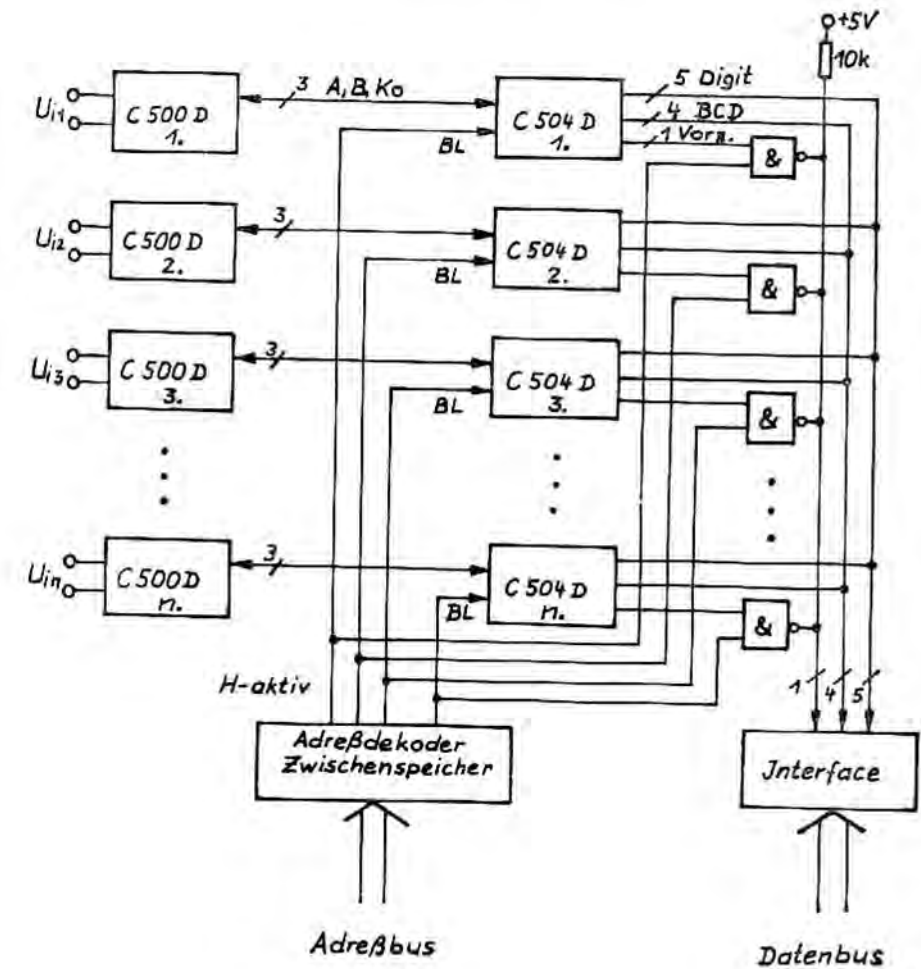 +5V
10k
Ui1
C 500 D
1.
3 A, B, Ko
C 504 D
1.
BL
5 Digit
4 BCD
1 Vorz.
&
Ui2
C 500 D
2.
3
C 504 D
2.
BL
&
Ui3
C 500 D
3.
3
C 504 D
3.
BL
&
Uin
C 500 D
n.
3
C 504 D
n.
BL
&
H-aktiv
1 4 5
Adreßdekoder
Zwischenspeicher
Interface
Adreßbus
Datenbus